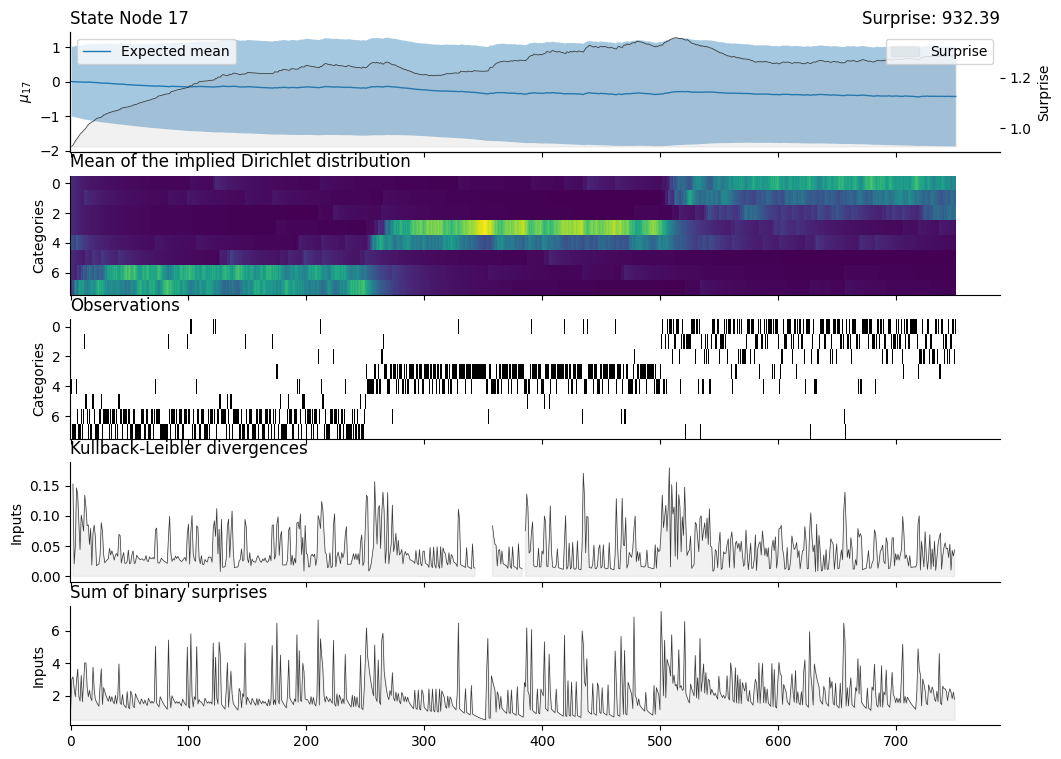 State Node 17 Surprise: 932.39
Expected mean
Surprise
μ17
1
0
−1
−2
1.2
1.0
Surprise
Mean of the implied Dirichlet distribution
Categories
0
2
4
6
Observations
Categories
0
2
4
6
Kullback-Leibler divergences
Inputs
0.15
0.10
0.05
0.00
Sum of binary surprises
Inputs
6
4
2
0 100 200 300 400 500 600 700